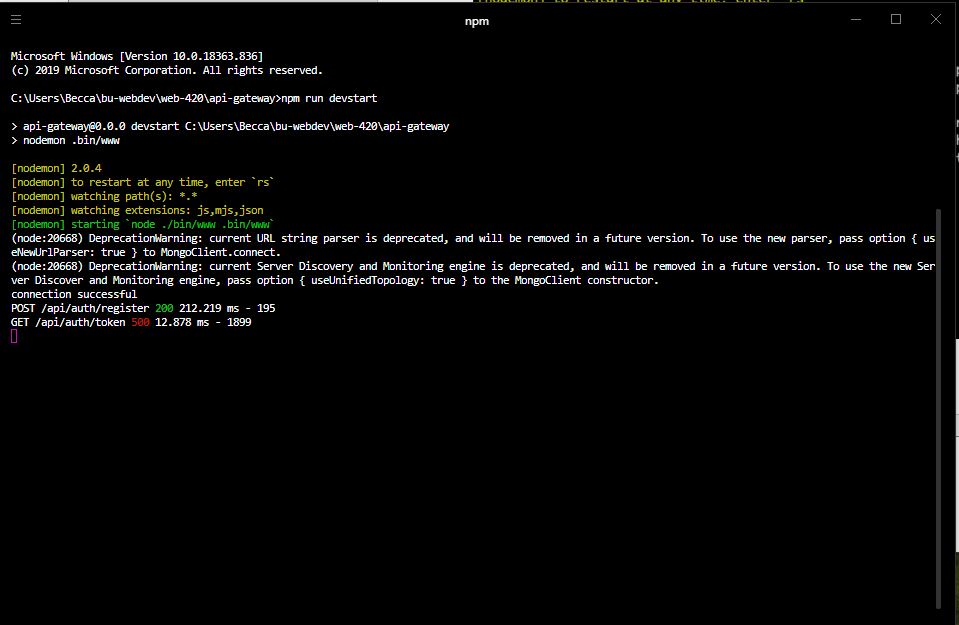 npm
Microsoft Windows [Version 10.0.18363.836]
(c) 2019 Microsoft Corporation. All rights reserved.
C:\Users\Becca\bu-webdev\web-420\api-gateway>npm run devstart
> api-gateway@0.0.0 devstart C:\Users\Becca\bu-webdev\web-420\api-gateway
> nodemon .bin/www
[nodemon] 2.0.4
[nodemon] to restart at any time, enter `rs`
[nodemon] watching path(s): *.*
[nodemon] watching extensions: js,mjs,json
[nodemon] starting `node ./bin/www .bin/www`
(node:20668) DeprecationWarning: current URL string parser is deprecated, and will be removed in a future version. To use the new parser, pass option { us
eNewUrlParser: true } to MongoClient.connect.
(node:20668) DeprecationWarning: current Server Discovery and Monitoring engine is deprecated, and will be removed in a future version. To use the new Ser
ver Discover and Monitoring engine, pass option { useUnifiedTopology: true } to the MongoClient constructor.
connection successful
POST /api/auth/register 200 212.219 ms - 195
GET /api/auth/token 500 12.878 ms - 1899